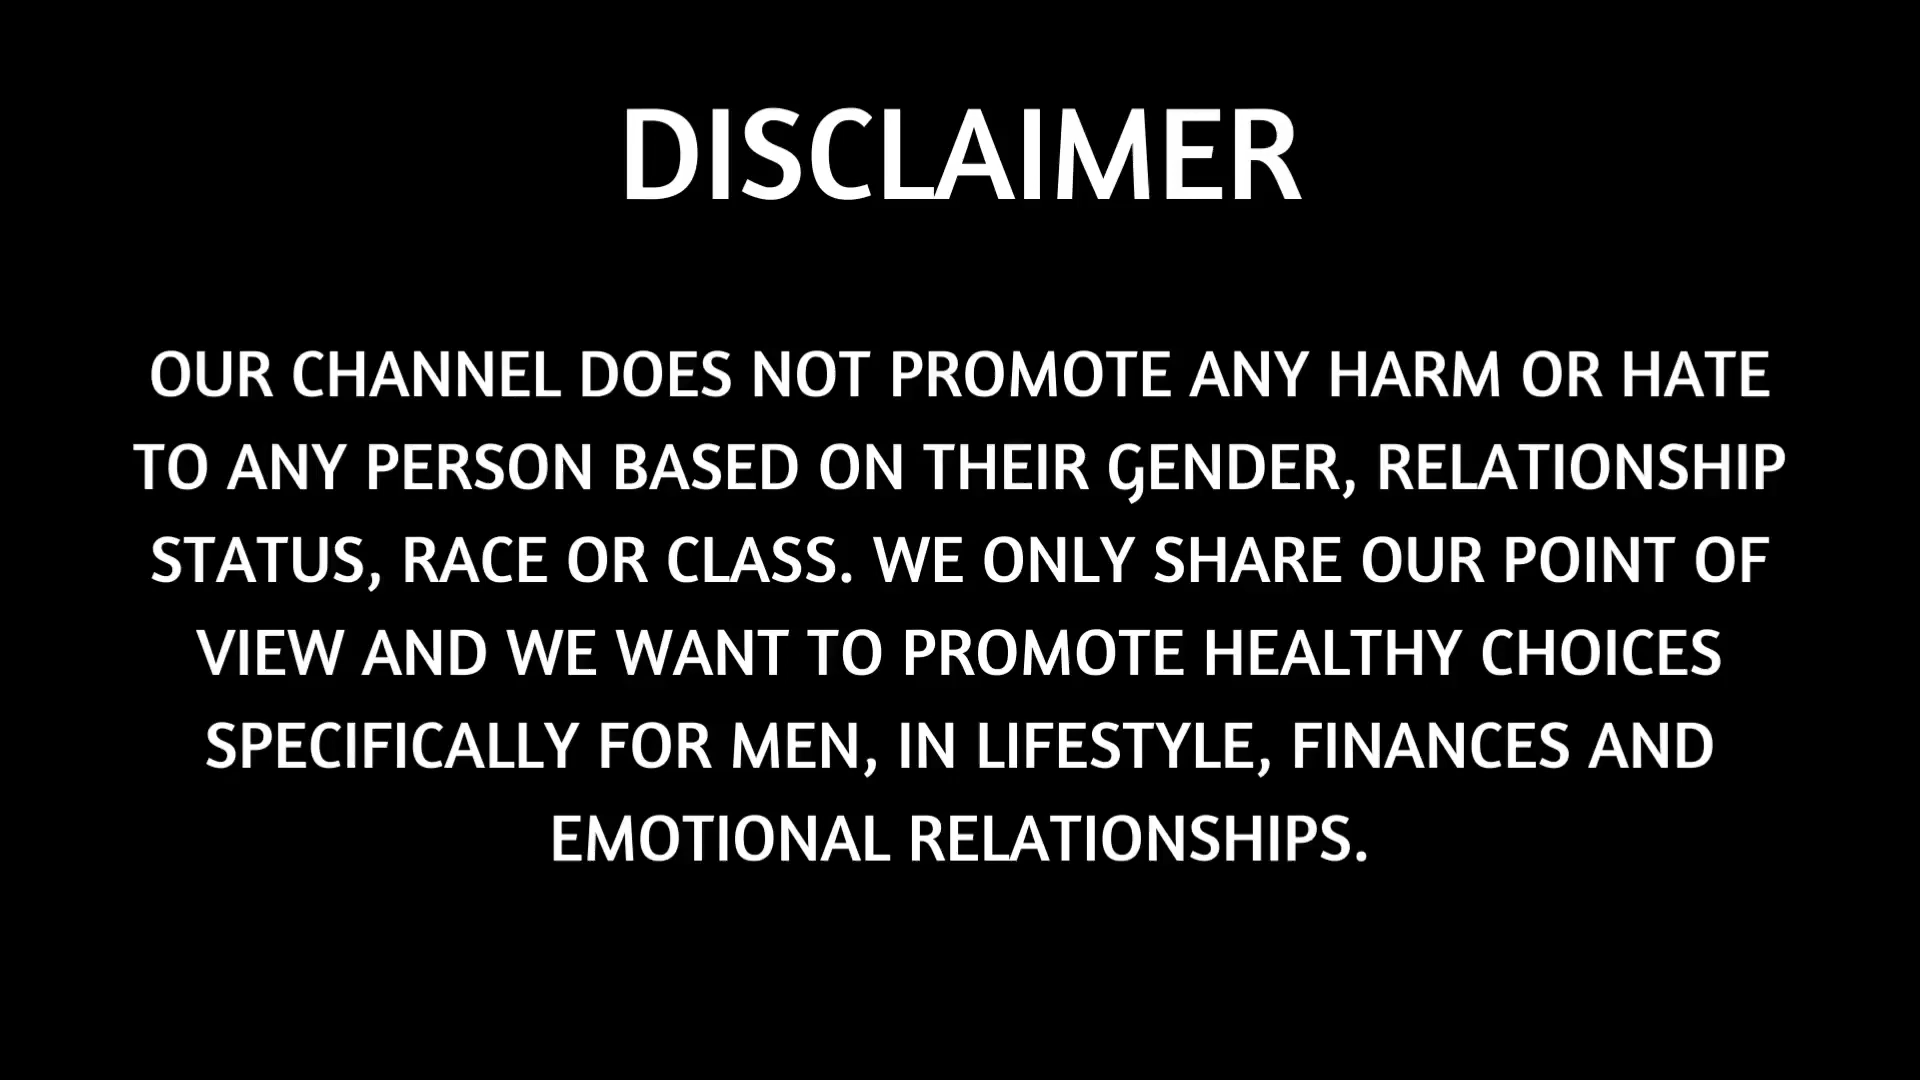 DISCLAIMER
OUR CHANNEL DOES NOT PROMOTE ANY HARM OR HATE
TO ANY PERSON BASED ON THEIR GENDER, RELATIONSHIP
STATUS, RACE OR CLASS. WE ONLY SHARE OUR POINT OF
VIEW AND WE WANT TO PROMOTE HEALTHY CHOICES
SPECIFICALLY FOR MEN, IN LIFESTYLE, FINANCES AND
EMOTIONAL RELATIONSHIPS.